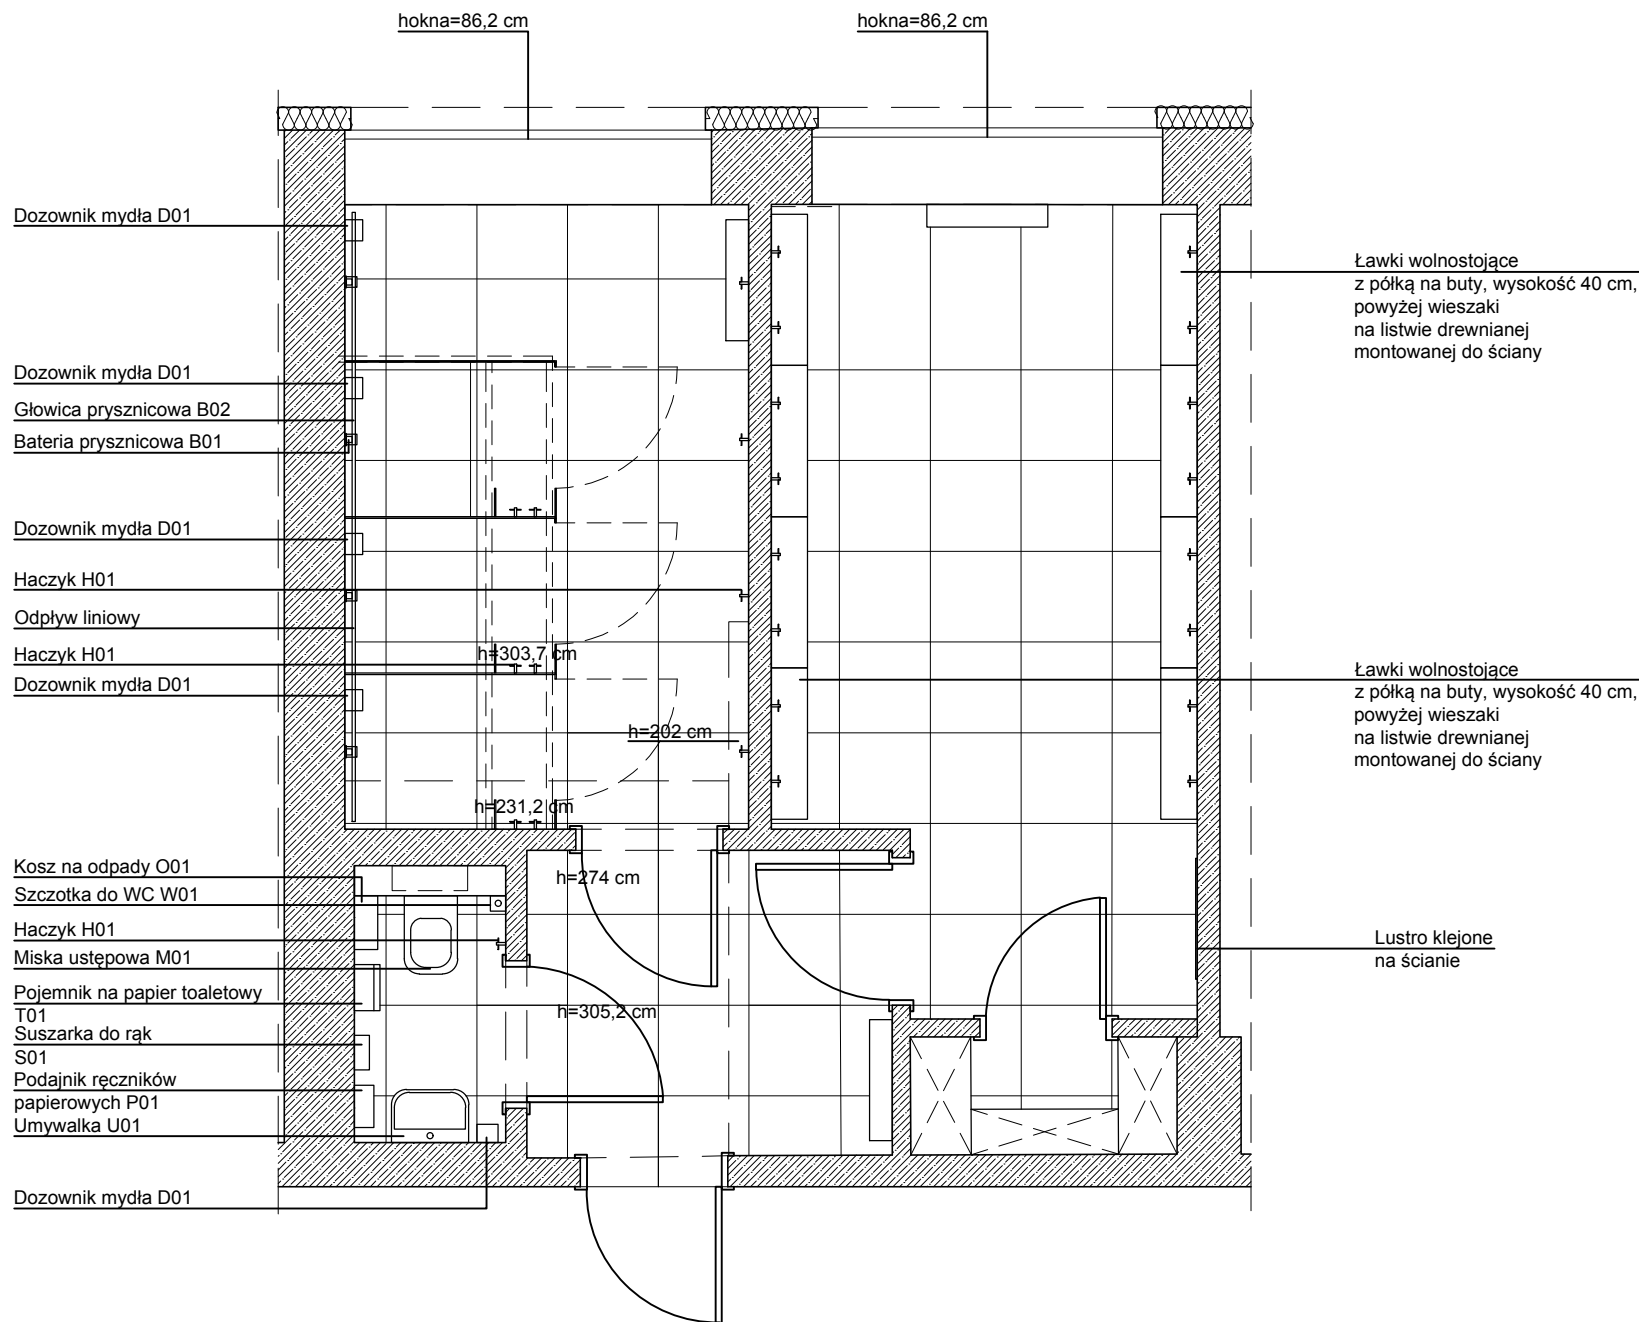 hokna=86,2 cm
hokna=86,2 cm
Dozownik mydła D01
Dozownik mydła D01
Głowica prysznicowa B02
Bateria prysznicowa B01
Dozownik mydła D01
Haczyk H01
Odpływ liniowy
Haczyk H01
Dozownik mydła D01
Kosz na odpady O01
Szczotka do WC W01
Haczyk H01
Miska ustępowa M01
Pojemnik na papier toaletowy
T01
Suszarka do rąk
S01
Podajnik ręczników
papierowych P01
Umywalka U01
Dozownik mydła D01
h=303,7 cm
h=202 cm
h=231,2 cm
h=274 cm
h=305,2 cm
Ławki wolnostojące
z półką na buty, wysokość 40 cm,
powyżej wieszaki
na listwie drewnianej
montowanej do ściany
Ławki wolnostojące
z półką na buty, wysokość 40 cm,
powyżej wieszaki
na listwie drewnianej
montowanej do ściany
Lustro klejone
na ścianie